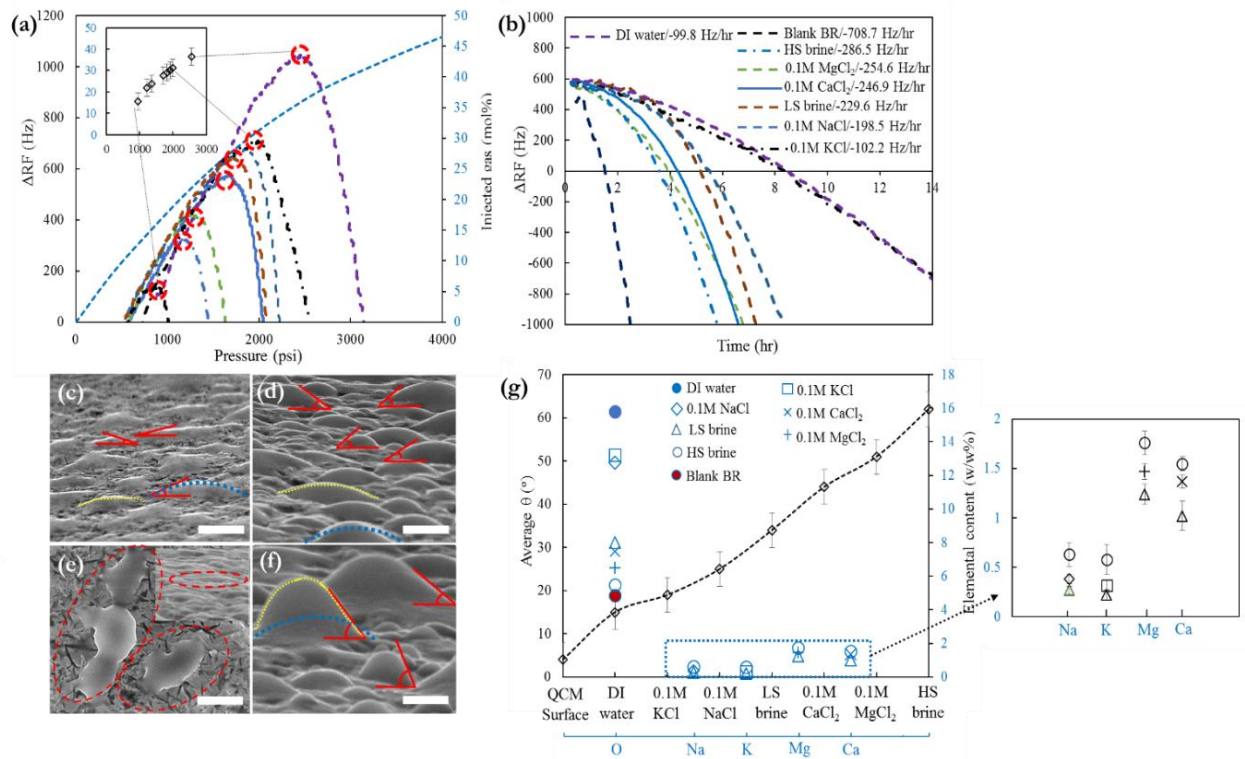 (a)
1200
1000
800
600
400
200
0
ΔRF (Hz)
0
1000
2000
3000
4000
Pressure (psi)
50
45
40
35
30
25
20
15
10
5
0
Injected gas (mol%)
50
40
30
20
10
0
0
1000
2000
3000
(b)
1000
800
600
400
200
0
-200
-400
-600
-800
-1000
ΔRF (Hz)
0
2
4
6
8
10
12
14
Time (hr)
DI water/-99.8 Hz/hr
Blank BR/-708.7 Hz/hr
HS brine/-286.5 Hz/hr
0.1M MgCl₂/-254.6 Hz/hr
0.1M CaCl₂/-246.9 Hz/hr
LS brine/-229.6 Hz/hr
0.1M NaCl/-198.5 Hz/hr
0.1M KCl/-102.2 Hz/hr
(c)
(d)
(e)
(f)
(g)
70
60
50
40
30
20
10
0
Average θ (°)
DI water
0.1M NaCl
LS brine
HS brine
Blank BR
0.1M KCl
0.1M CaCl₂
0.1M MgCl₂
18
16
14
12
10
8
6
4
2
0
Elemental content (w/w%)
QCM
Surface
DI
water
0.1M
KCl
0.1M
NaCl
LS
brine
0.1M
CaCl₂
0.1M
MgCl₂
HS
brine
O
Na
K
Mg
Ca
2
1.5
1
0.5
0
Na
K
Mg
Ca